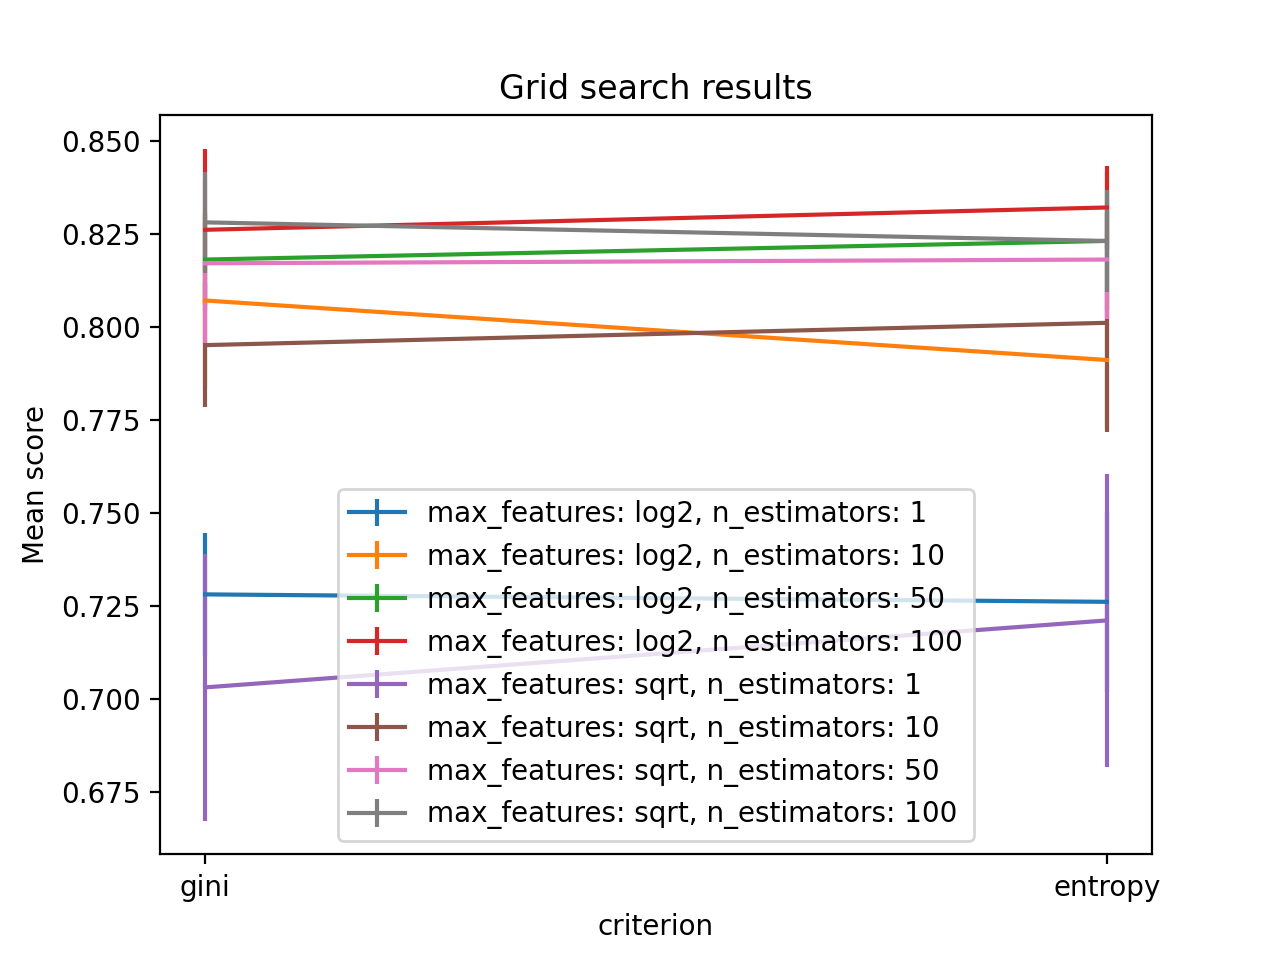 Grid search results
0.850
0.825
0.800
0.775
0.750
0.725
0.700
0.675
Mean score
max_features: log2, n_estimators: 1
max_features: log2, n_estimators: 10
max_features: log2, n_estimators: 50
max_features: log2, n_estimators: 100
max_features: sqrt, n_estimators: 1
max_features: sqrt, n_estimators: 10
max_features: sqrt, n_estimators: 50
max_features: sqrt, n_estimators: 100
gini entropy
criterion